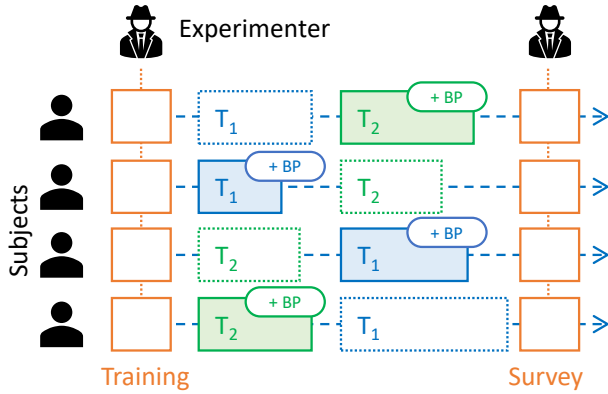 Experimenter
Subjects
T1 T2 + BP
T1 + BP T2
T2 T1 + BP
T2 + BP T1
Training Survey